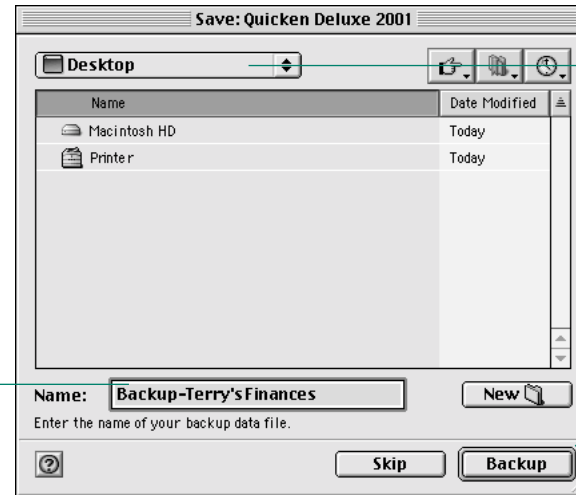 Save: Quicken Deluxe 2001
Desktop
Name Date Modified
Macintosh HD Today
Printer Today
Name: Backup-Terry'sFinances New
Enter the name of your backup data file.
? Skip Backup